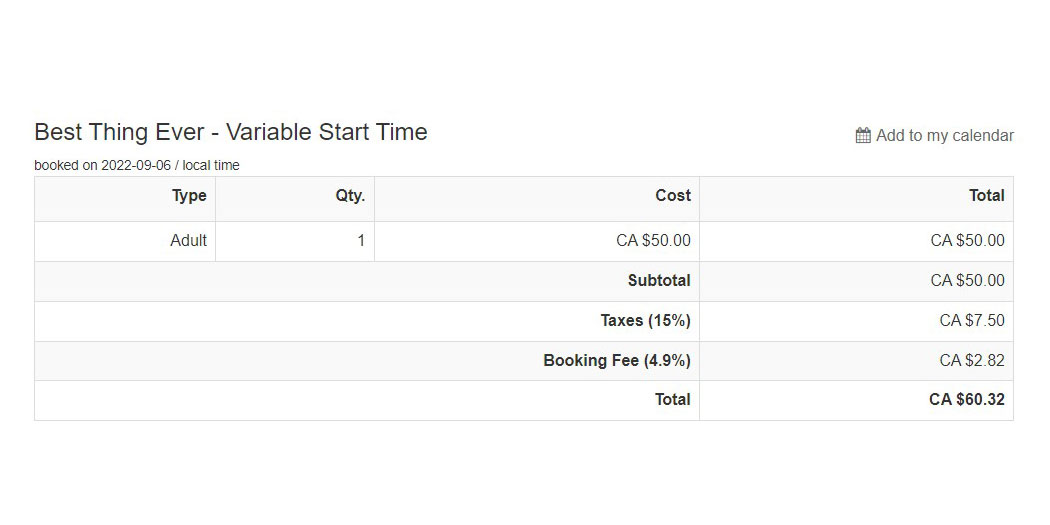 Best Thing Ever - Variable Start Time
Add to my calendar
booked on 2022-09-06 / local time
Type Qty. Cost Total
Adult 1 CA $50.00 CA $50.00
Subtotal CA $50.00
Taxes (15%) CA $7.50
Booking Fee (4.9%) CA $2.82
Total CA $60.32